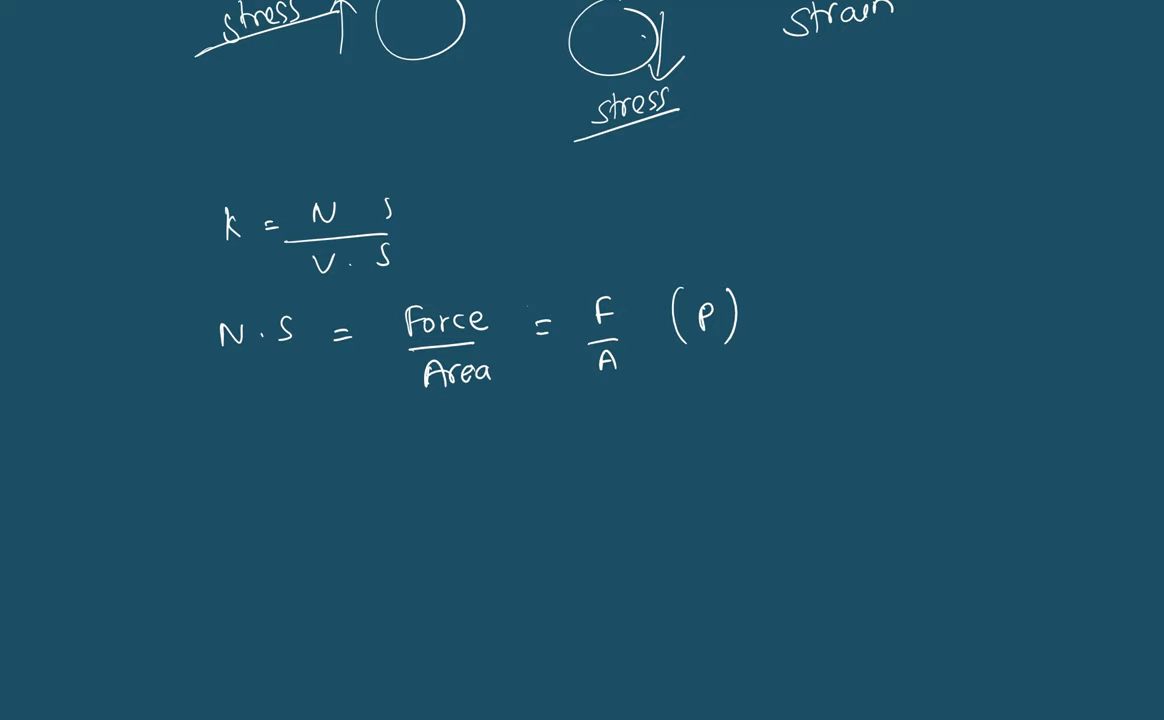 stress
strain
stress
K = N S / V . S
N . S = Force / Area = F / A (P)